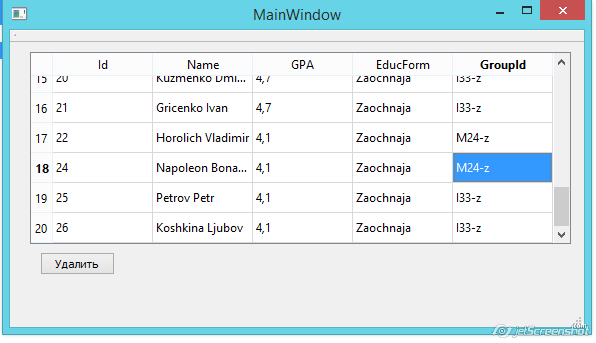 MainWindow
Id Name GPA EducForm GroupId
15 20 Kuzmenko Dmi... 4,7 Zaochnaja I33-z
16 21 Gricenko Ivan 4,7 Zaochnaja I33-z
17 22 Horolich Vladimir 4,1 Zaochnaja M24-z
18 24 Napoleon Bona... 4,1 Zaochnaja M24-z
19 25 Petrov Petr 4,1 Zaochnaja I33-z
20 26 Koshkina Ljubov 4,1 Zaochnaja I33-z
Удалить
jetScreenshot
.com